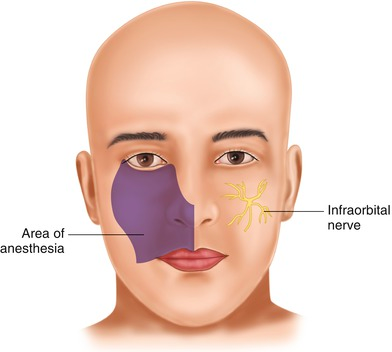 Area of
anesthesia
Infraorbital
nerve